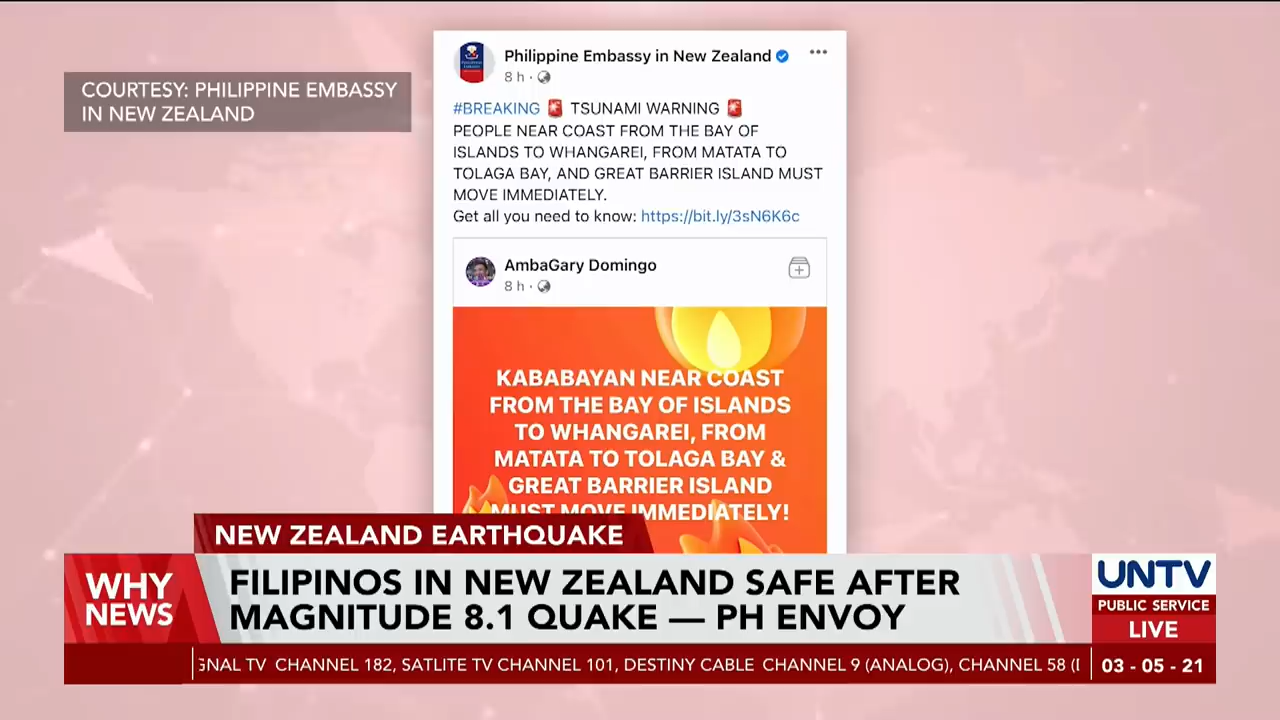 COURTESY: PHILIPPINE EMBASSY
IN NEW ZEALAND
Philippine Embassy in New Zealand
8 h ·
#BREAKING 🚨 TSUNAMI WARNING 🚨
PEOPLE NEAR COAST FROM THE BAY OF
ISLANDS TO WHANGAREI, FROM MATATA TO
TOLAGA BAY, AND GREAT BARRIER ISLAND MUST
MOVE IMMEDIATELY.
Get all you need to know: https://bit.ly/3sN6K6c
AmbaGary Domingo
8 h ·
KABABAYAN NEAR COAST
FROM THE BAY OF ISLANDS
TO WHANGAREI, FROM
MATATA TO TOLAGA BAY &
GREAT BARRIER ISLAND
MUST MOVE IMMEDIATELY!
NEW ZEALAND EARTHQUAKE
WHY
NEWS
FILIPINOS IN NEW ZEALAND SAFE AFTER
MAGNITUDE 8.1 QUAKE — PH ENVOY
UNTV
PUBLIC SERVICE
LIVE
GNAL TV CHANNEL 182, SATLITE TV CHANNEL 101, DESTINY CABLE CHANNEL 9 (ANALOG), CHANNEL 58 (
03 - 05 - 21